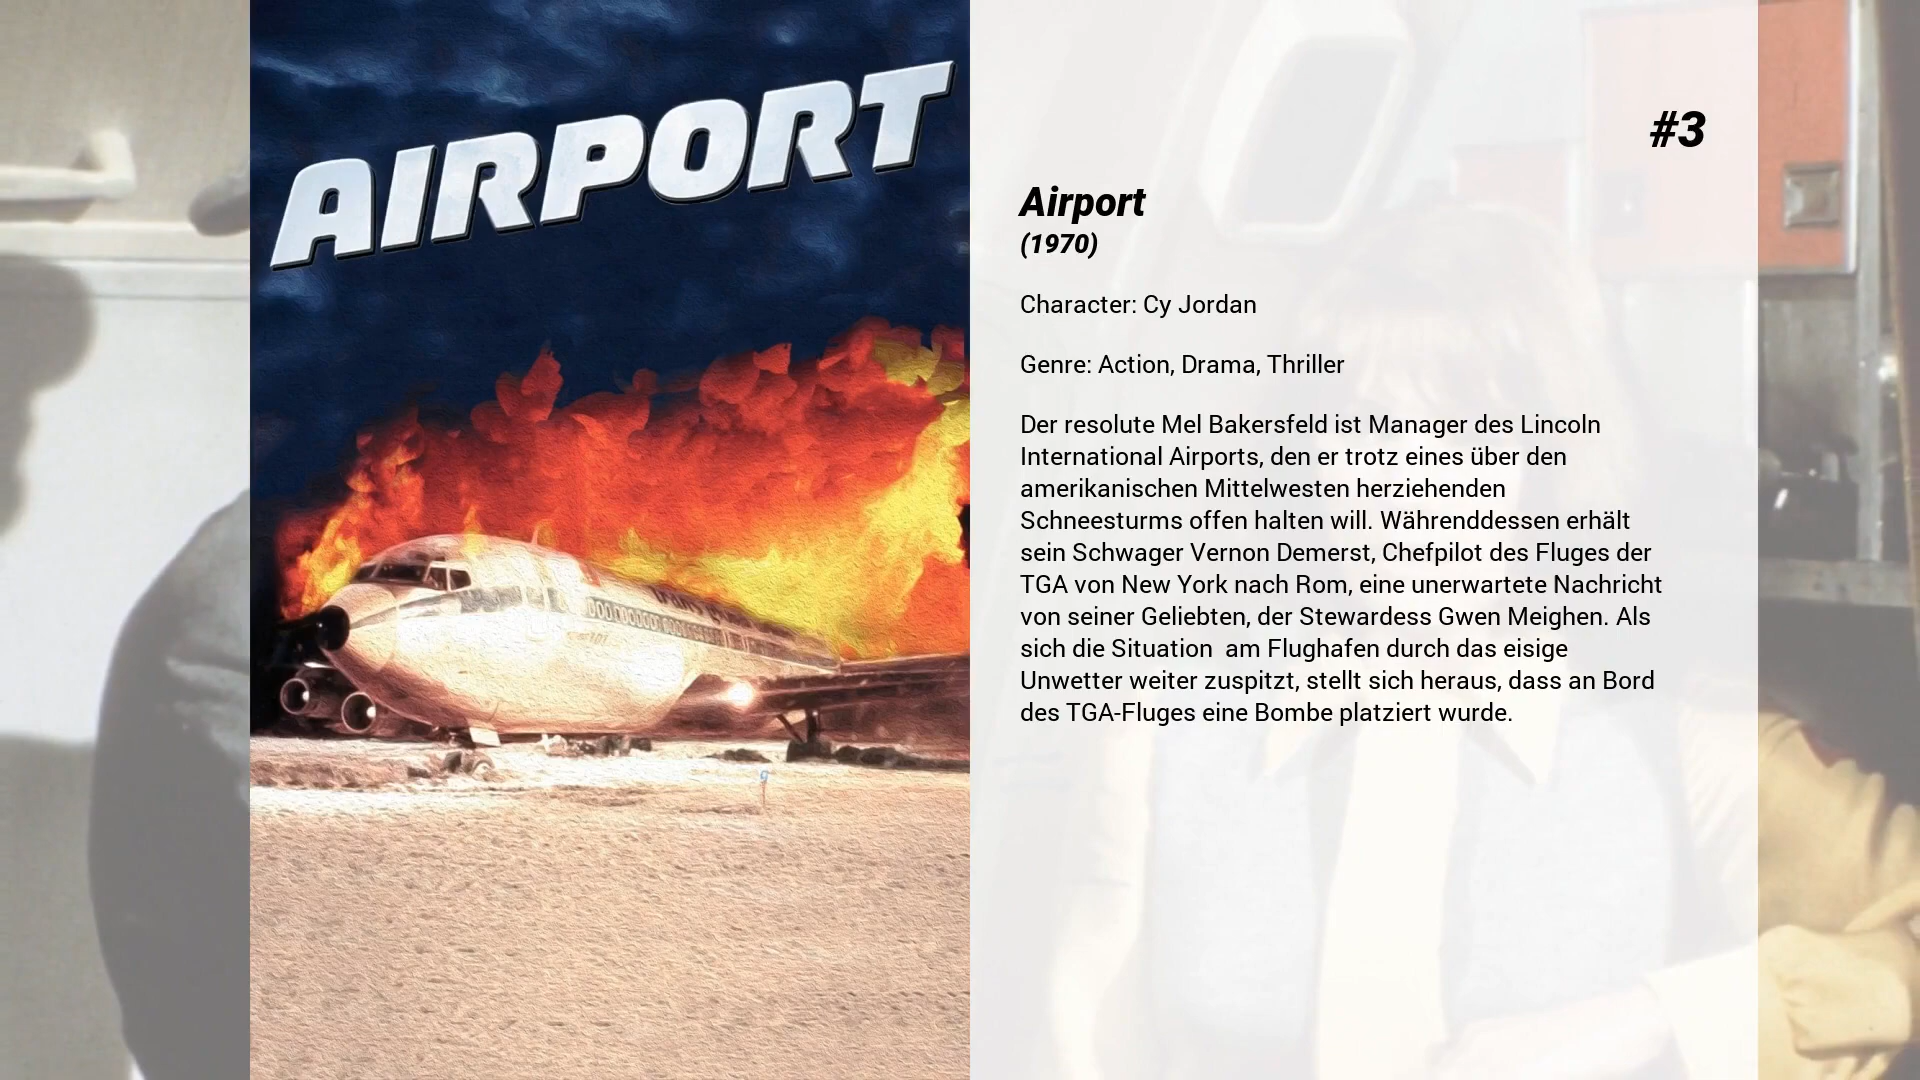 AIRPORT
#3
Airport
(1970)
Character: Cy Jordan
Genre: Action, Drama, Thriller
Der resolute Mel Bakersfeld ist Manager des Lincoln
International Airports, den er trotz eines über den
amerikanischen Mittelwesten herziehenden
Schneesturms offen halten will. Währenddessen erhält
sein Schwager Vernon Demerst, Chefpilot des Fluges der
TGA von New York nach Rom, eine unerwartete Nachricht
von seiner Geliebten, der Stewardess Gwen Meighen. Als
sich die Situation  am Flughafen durch das eisige
Unwetter weiter zuspitzt, stellt sich heraus, dass an Bord
des TGA-Fluges eine Bombe platziert wurde.